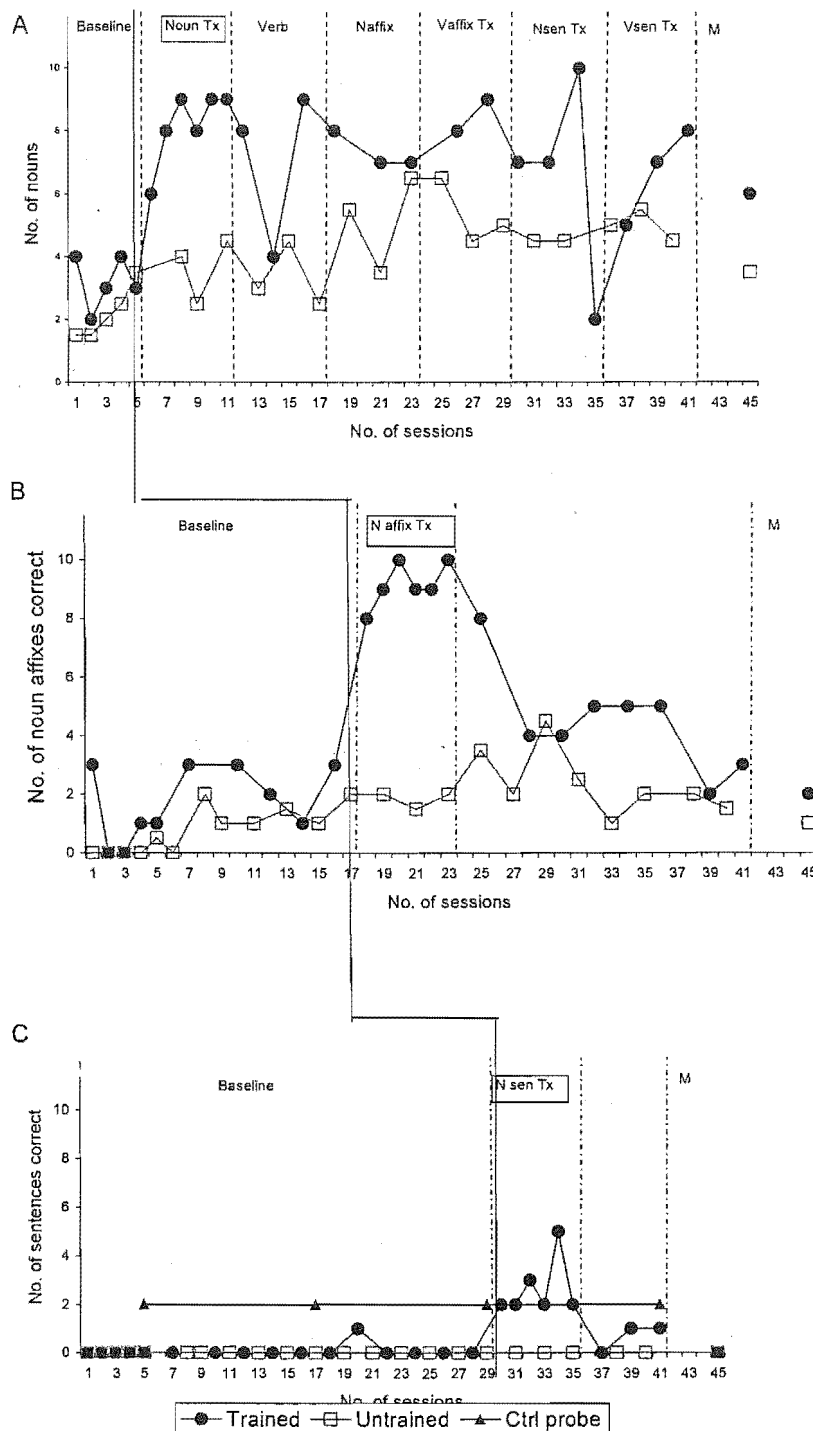 A
Baseline Noun Tx Verb Naffix Vaffix Tx Nsen Tx Vsen Tx M
No. of nouns
10
8
6
4
2
0
1 3 5 7 9 11 13 15 17 19 21 23 25 27 29 31 33 35 37 39 41 43 45
No. of sessions
B
Baseline N affix Tx M
No. of noun affixes correct
10
8
6
4
2
0
1 3 5 7 9 11 13 15 17 19 21 23 25 27 29 31 33 35 37 39 41 43 45
No. of sessions
C
Baseline N sen Tx M
No. of sentences correct
10
8
6
4
2
0
1 3 5 7 9 11 13 15 17 19 21 23 25 27 29 31 33 35 37 39 41 43 45
No. of sessions
Trained Untrained Ctrl probe